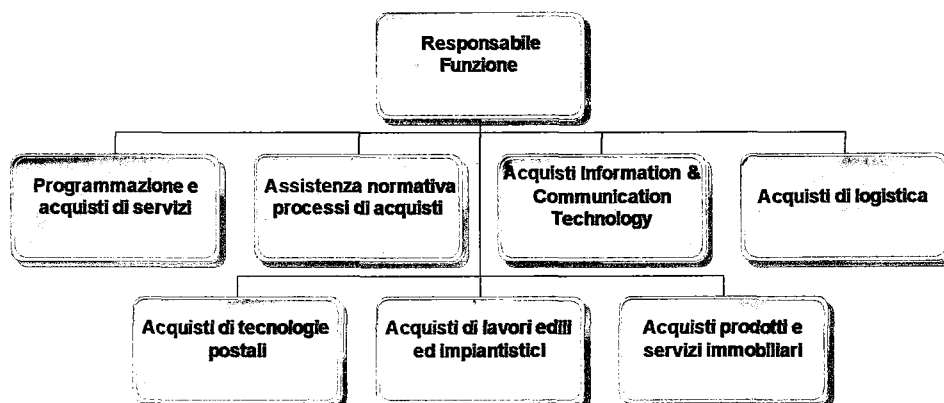 Responsabile
Funzione
Programmazione e
acquisti di servizi
Assistenza normativa
processi di acquisti
Acquisti Information &
Communication
Technology
Acquisti di logistica
Acquisti di tecnologie
postali
Acquisti di lavori edili
ed impiantistici
Acquisti prodotti e
servizi immobiliari